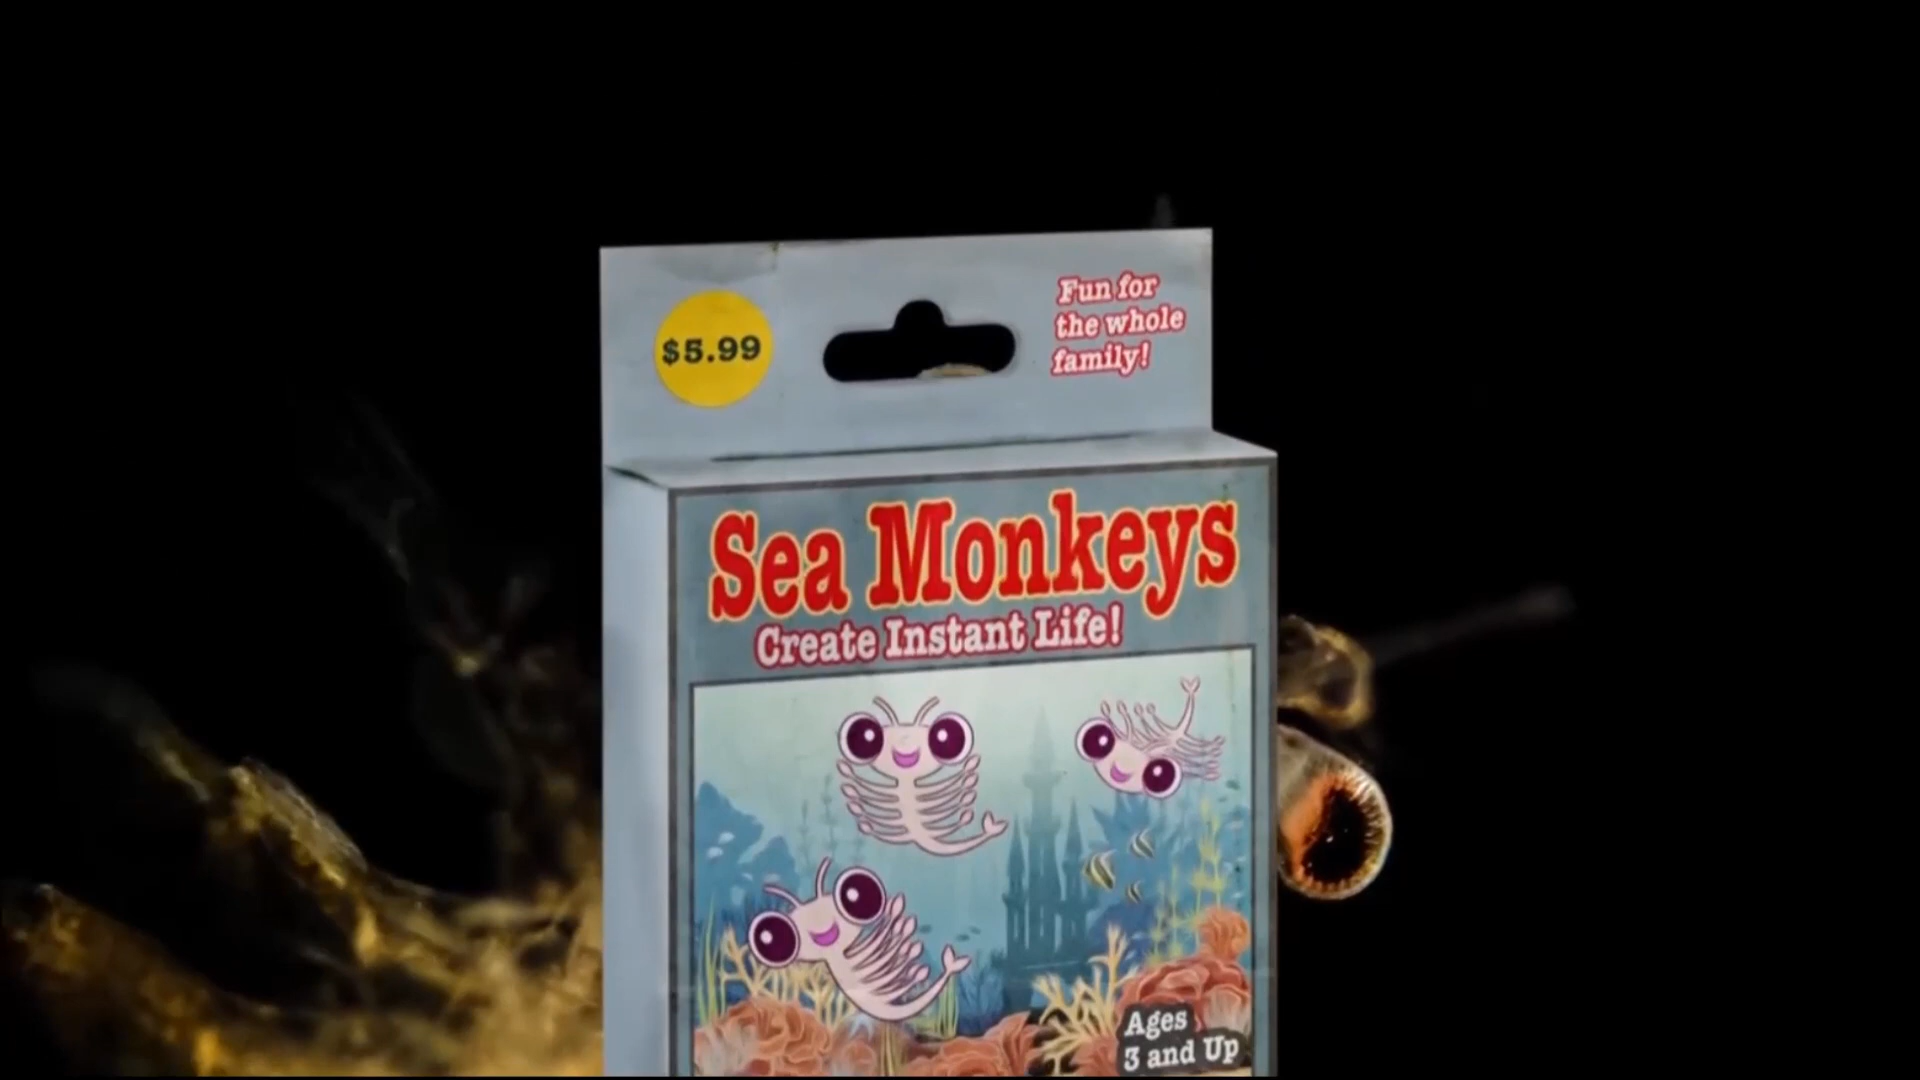 $5.99
Fun for
the whole
family!
Sea Monkeys
Create Instant Life!
Ages
3 and Up